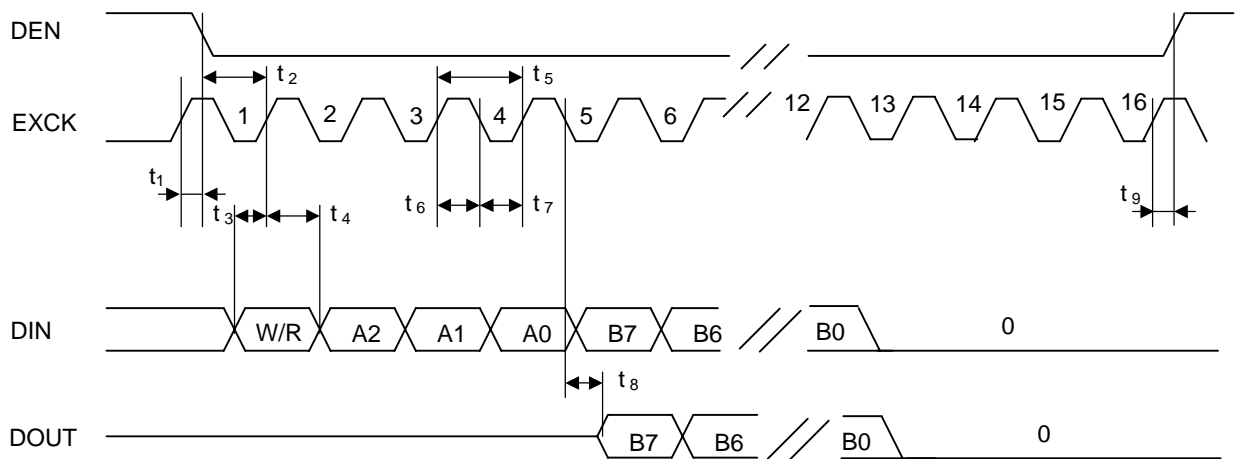 DEN
t2
t5
EXCK
1 2 3 4 5 6 12 13 14 15 16
t1
t3 t4 t6 t7 t9
DIN
W/R A2 A1 A0 B7 B6 B0 0
t8
DOUT
B7 B6 B0 0